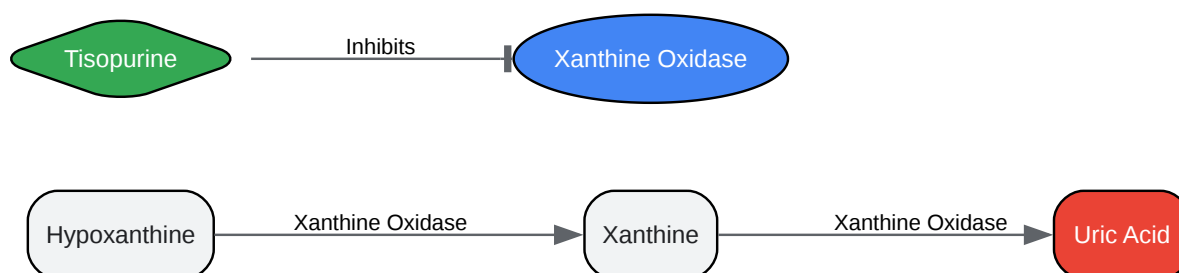 Tisopurine
Inhibits
Xanthine Oxidase
Hypoxanthine
Xanthine Oxidase
Xanthine
Xanthine Oxidase
Uric Acid